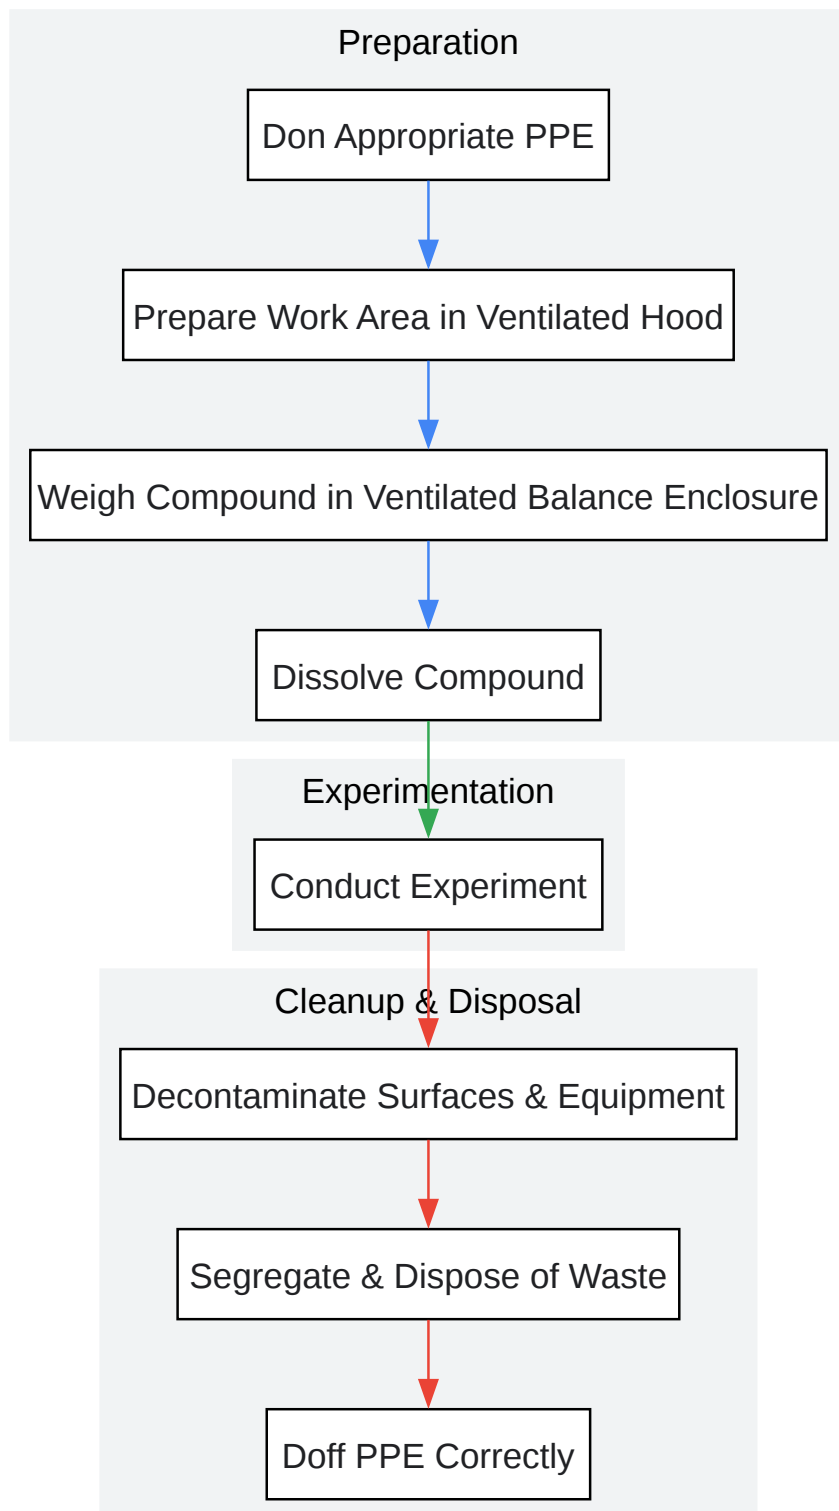 Preparation
Don Appropriate PPE
Prepare Work Area in Ventilated Hood
Weigh Compound in Ventilated Balance Enclosure
Dissolve Compound
Experimentation
Conduct Experiment
Cleanup & Disposal
Decontaminate Surfaces & Equipment
Segregate & Dispose of Waste
Doff PPE Correctly